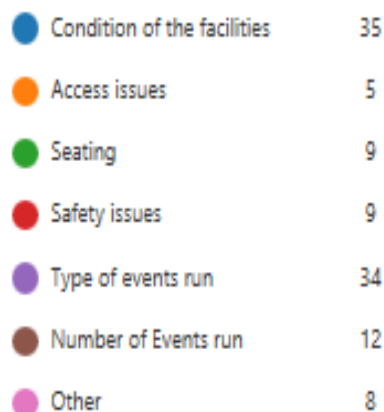 Condition of the facilities 35
Access issues 5
Seating 9
Safety issues 9
Type of events run 34
Number of Events run 12
Other 8